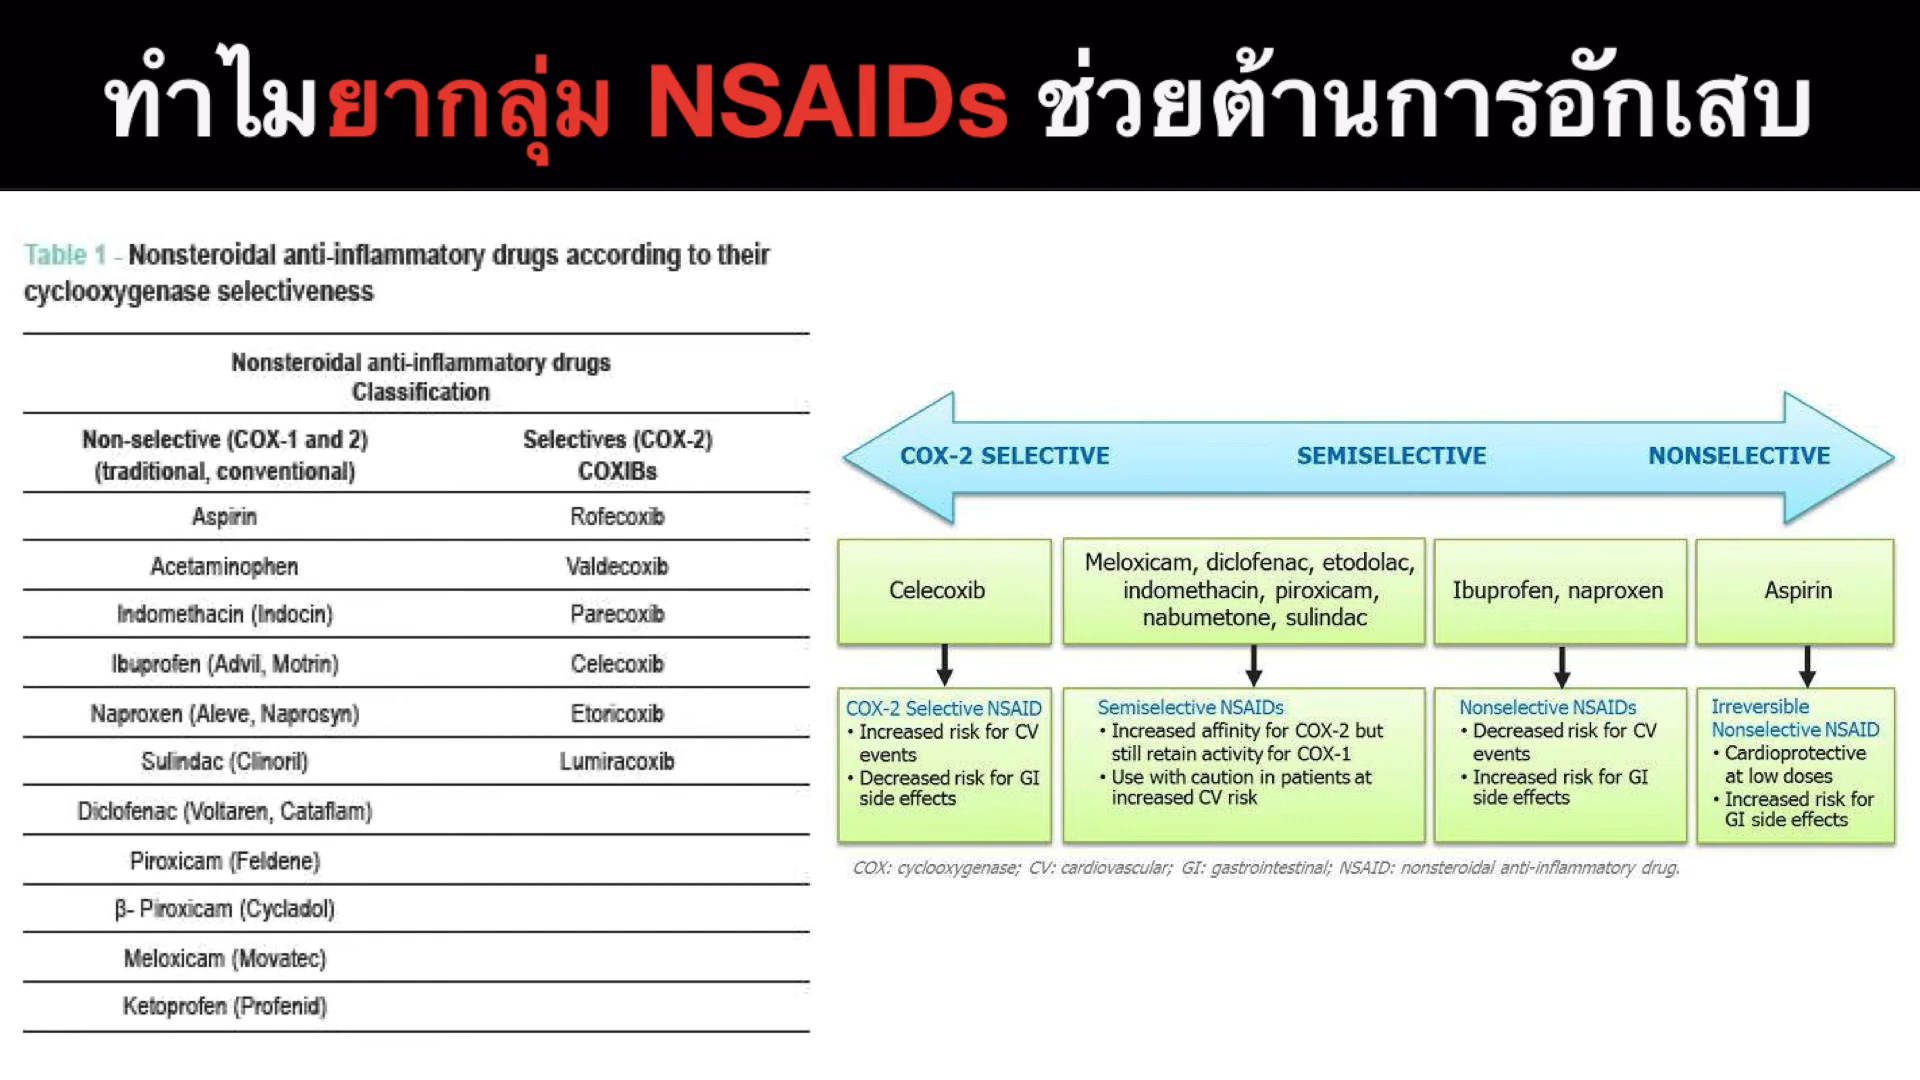 ทำไมยากลุ่ม NSAIDs ช่วยต้านการอักเสบ
Table 1 - Nonsteroidal anti-inflammatory drugs according to their
cyclooxygenase selectiveness
Nonsteroidal anti-inflammatory drugs
Classification
Non-selective (COX-1 and 2)
(traditional, conventional)
Selectives (COX-2)
COXIBs
Aspirin
Rofecoxib
Acetaminophen
Valdecoxib
Indomethacin (Indocin)
Parecoxib
Ibuprofen (Advil, Motrin)
Celecoxib
Naproxen (Aleve, Naprosyn)
Etoricoxib
Sulindac (Clinoril)
Lumiracoxib
Diclofenac (Voltaren, Cataflam)
Piroxicam (Feldene)
β- Piroxicam (Cycladol)
Meloxicam (Movatec)
Ketoprofen (Profenid)
COX-2 SELECTIVE
SEMISELECTIVE
NONSELECTIVE
Celecoxib
Meloxicam, diclofenac, etodolac,
indomethacin, piroxicam,
nabumetone, sulindac
Ibuprofen, naproxen
Aspirin
COX-2 Selective NSAID
• Increased risk for CV
events
• Decreased risk for GI
side effects
Semiselective NSAIDs
• Increased affinity for COX-2 but
still retain activity for COX-1
• Use with caution in patients at
increased CV risk
Nonselective NSAIDs
• Decreased risk for CV
events
• Increased risk for GI
side effects
Irreversible
Nonselective NSAID
• Cardioprotective
at low doses
• Increased risk for
GI side effects
COX: cyclooxygenase; CV: cardiovascular; GI: gastrointestinal; NSAID: nonsteroidal anti-inflammatory drug.